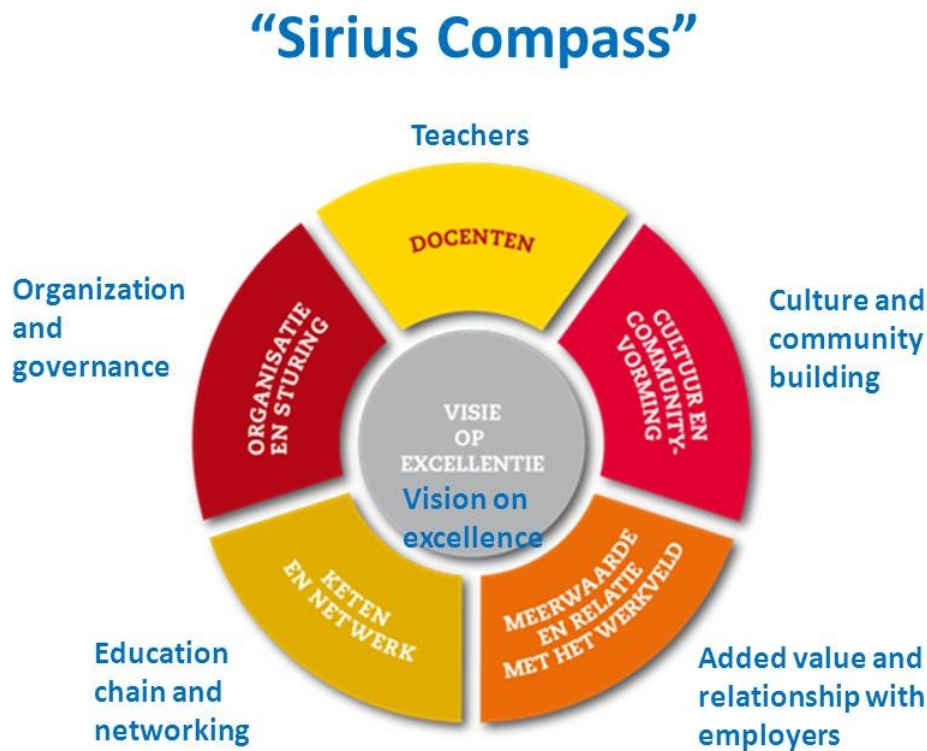 “Sirius Compass”
Teachers
DOCENTEN
Organization
and
governance
ORGANISATIE
EN STURING
CULTUUR EN
COMMUNITY-
VORMING
Culture and
community
building
VISIE
OP
EXCELLENTIE
Vision on
excellence
KETEN
EN NETWERK
MEERWAARDE
EN RELATIE
MET HET WERKVELD
Education
chain and
networking
Added value and
relationship with
employers